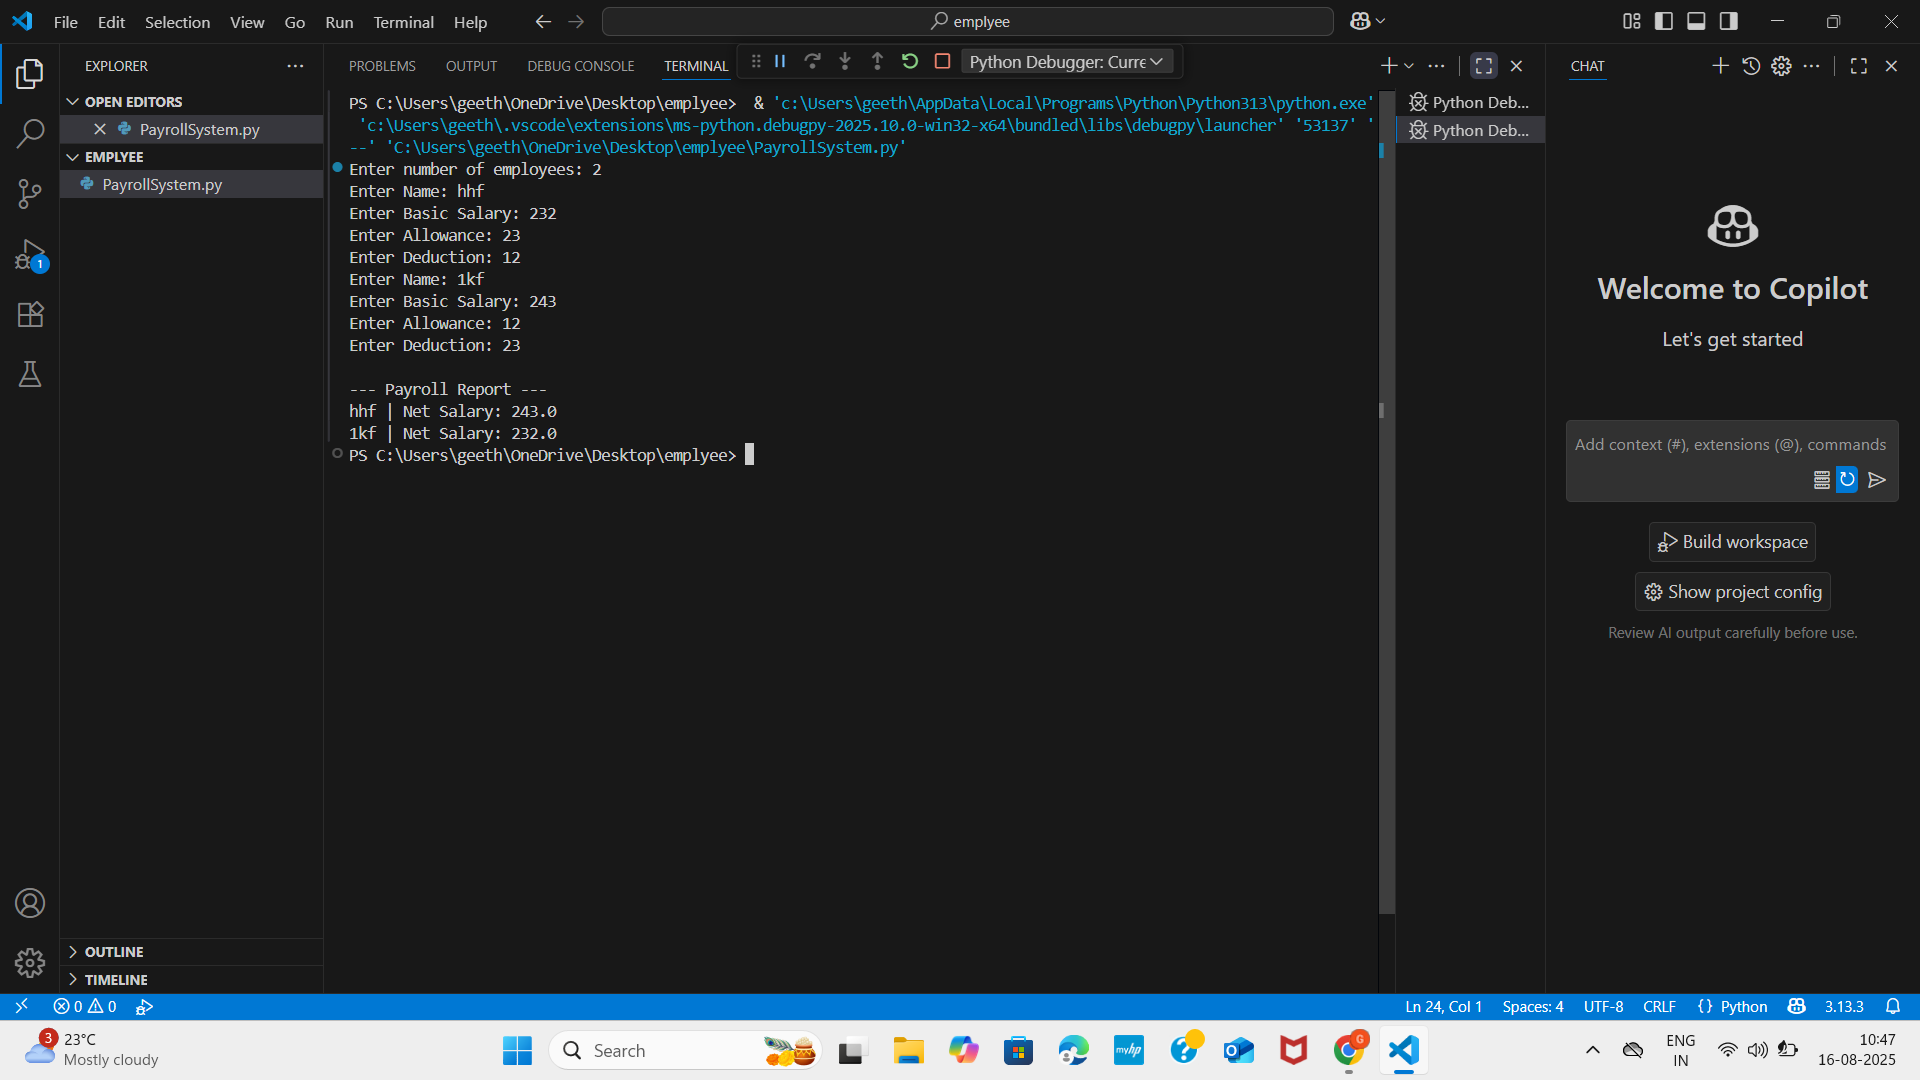 File Edit Selection View Go Run Terminal Help
emplyee
EXPLORER
OPEN EDITORS
PayrollSystem.py
EMPLYEE
PayrollSystem.py
OUTLINE
TIMELINE
1
PROBLEMS OUTPUT DEBUG CONSOLE TERMINAL
Python Debugger: Curre
PS C:\Users\geeth\OneDrive\Desktop\emplyee>  & 'c:\Users\geeth\AppData\Local\Programs\Python\Python313\python.exe'
'c:\Users\geeth\.vscode\extensions\ms-python.debugpy-2025.10.0-win32-x64\bundled\libs\debugpy\launcher' '53137' '
--' 'C:\Users\geeth\OneDrive\Desktop\emplyee\PayrollSystem.py'
Enter number of employees: 2
Enter Name: hhf
Enter Basic Salary: 232
Enter Allowance: 23
Enter Deduction: 12
Enter Name: 1kf
Enter Basic Salary: 243
Enter Allowance: 12
Enter Deduction: 23
--- Payroll Report ---
hhf | Net Salary: 243.0
1kf | Net Salary: 232.0
PS C:\Users\geeth\OneDrive\Desktop\emplyee>
Python Deb...
Python Deb...
CHAT
Welcome to Copilot
Let's get started
Add context (#), extensions (@), commands
Build workspace
Show project config
Review AI output carefully before use.
0 0
Ln 24, Col 1 Spaces: 4 UTF-8 CRLF {} Python 3.13.3
3
23°C
Mostly cloudy
Search
myhp
G
ENG
IN
10:47
16-08-2025